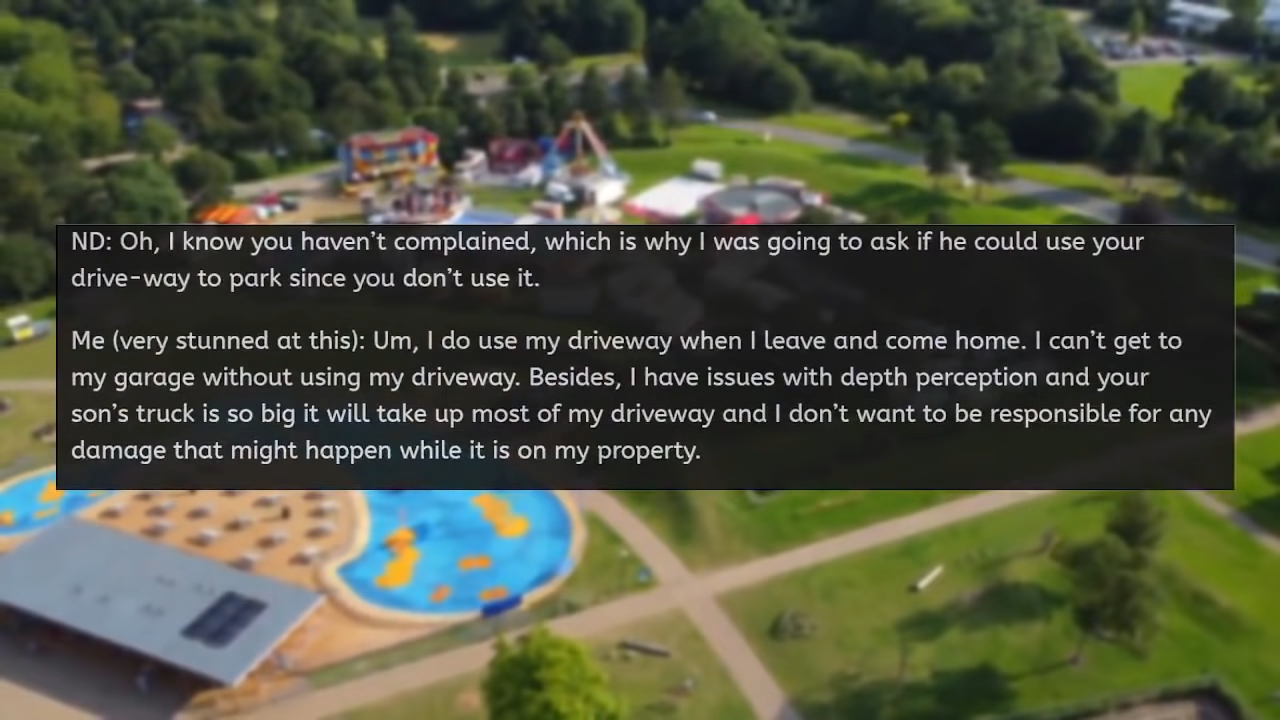 ND: Oh, I know you haven’t complained, which is why I was going to ask if he could use your
drive-way to park since you don’t use it.
Me (very stunned at this): Um, I do use my driveway when I leave and come home. I can’t get to
my garage without using my driveway. Besides, I have issues with depth perception and your
son’s truck is so big it will take up most of my driveway and I don’t want to be responsible for any
damage that might happen while it is on my property.